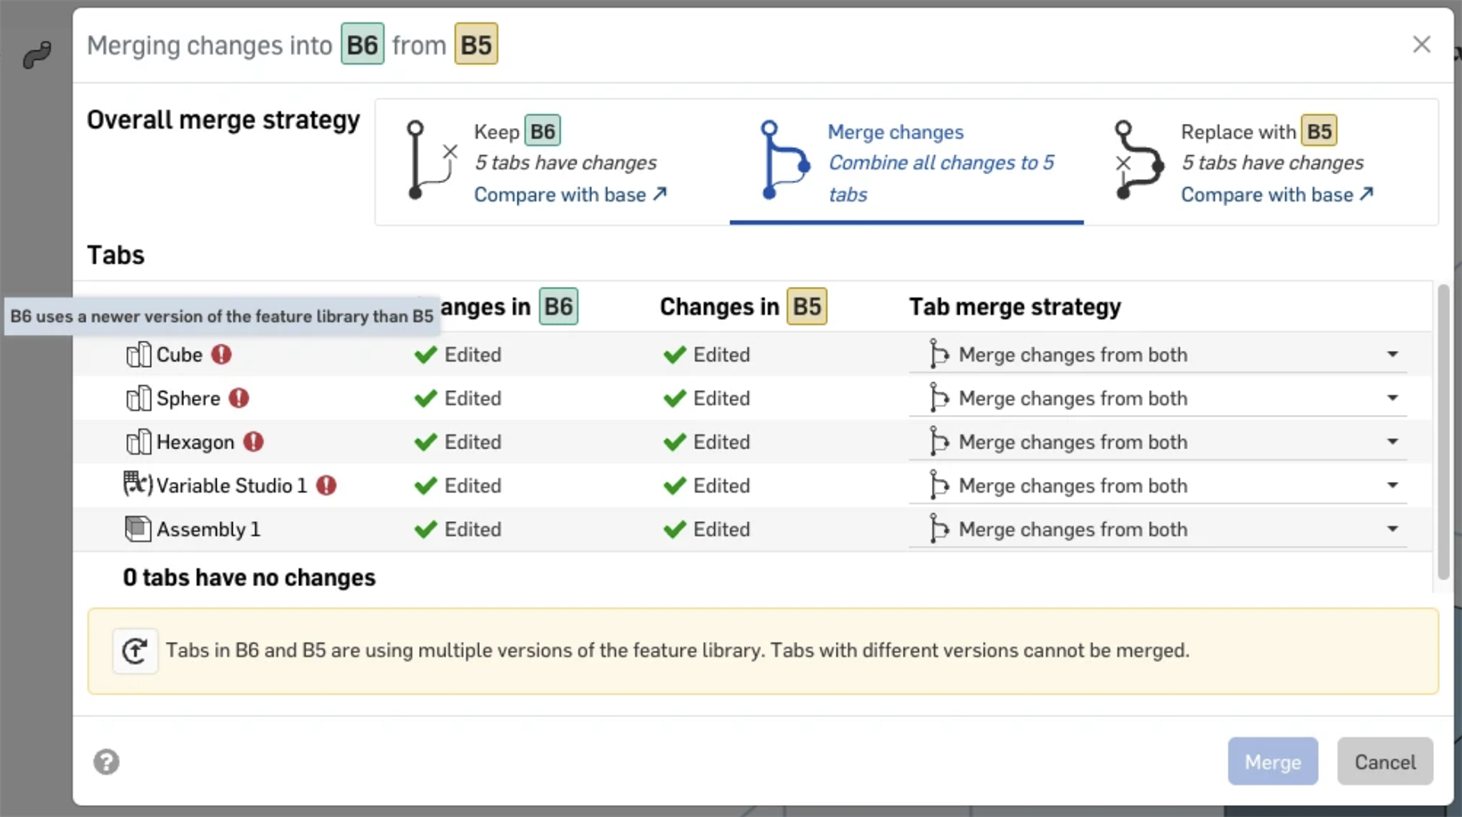 Merging changes into B6 from B5
Overall merge strategy
Keep B6
5 tabs have changes
Compare with base
Merge changes
Combine all changes to 5
tabs
Replace with B5
5 tabs have changes
Compare with base
Tabs
B6 uses a newer version of the feature library than B5
anges in B6 Changes in B5 Tab merge strategy
Cube Edited Edited Merge changes from both
Sphere Edited Edited Merge changes from both
Hexagon Edited Edited Merge changes from both
Variable Studio 1 Edited Edited Merge changes from both
Assembly 1 Edited Edited Merge changes from both
0 tabs have no changes
Tabs in B6 and B5 are using multiple versions of the feature library. Tabs with different versions cannot be merged.
Merge Cancel